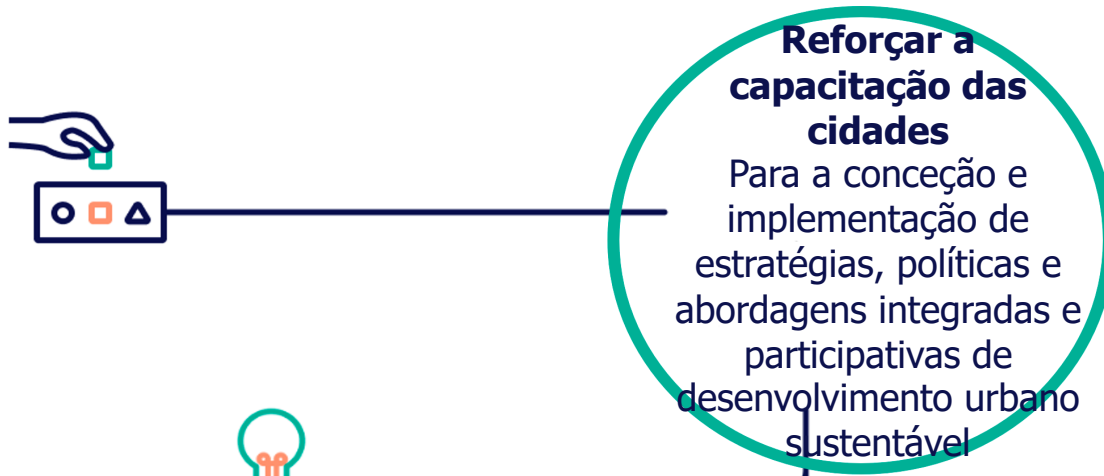 Reforçar a
capacitação das
cidades
Para a conceção e
implementação de
estratégias, políticas e
abordagens integradas e
participativas de
desenvolvimento urbano
sustentável